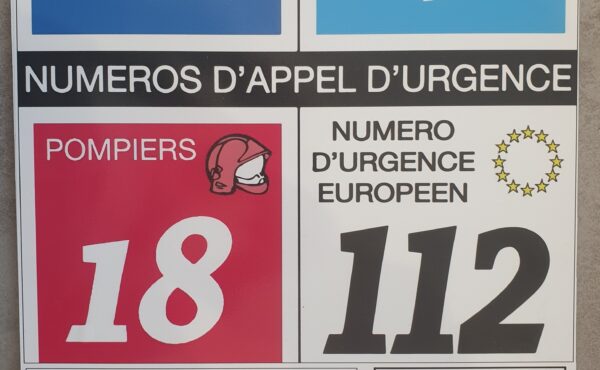 NUMEROS D'APPEL D'URGENCE
POMPIERS
18
NUMERO
D'URGENCE
EUROPEEN
112